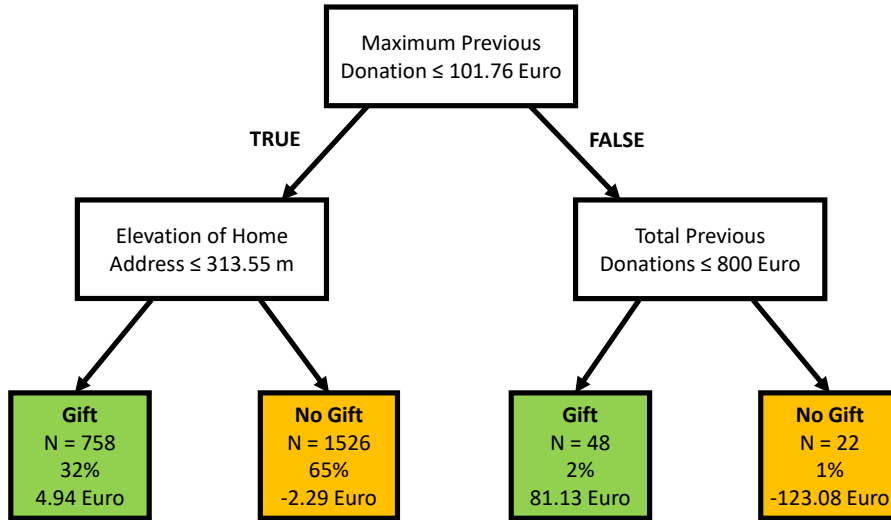 Maximum Previous
Donation ≤ 101.76 Euro
TRUE
FALSE
Elevation of Home
Address ≤ 313.55 m
Total Previous
Donations ≤ 800 Euro
Gift
N = 758
32%
4.94 Euro
No Gift
N = 1526
65%
-2.29 Euro
Gift
N = 48
2%
81.13 Euro
No Gift
N = 22
1%
-123.08 Euro